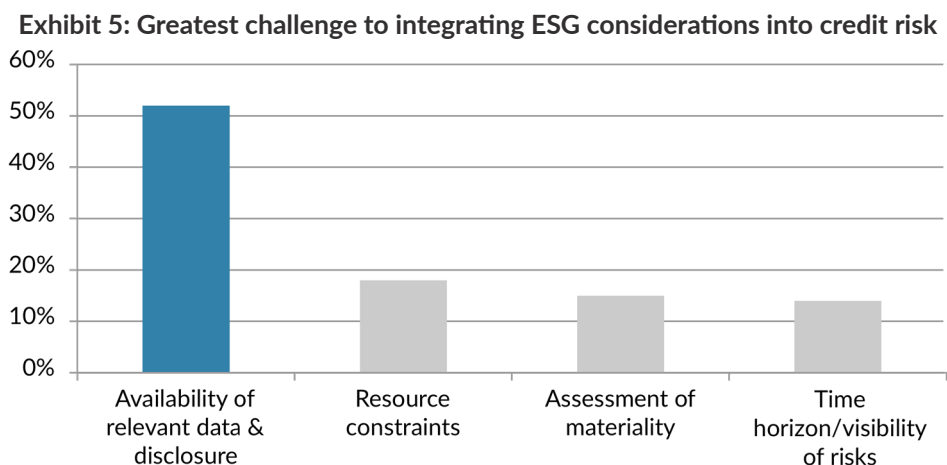 Exhibit 5: Greatest challenge to integrating ESG considerations into credit risk
60%
50%
40%
30%
20%
10%
0%
Availability of
relevant data &
disclosure
Resource
constraints
Assessment of
materiality
Time
horizon/visibility
of risks